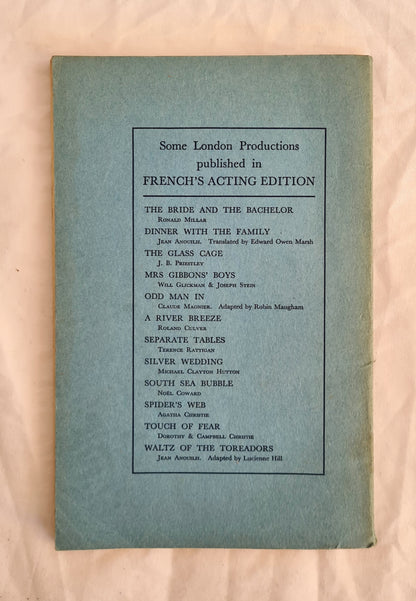 Some London Productions
published in
FRENCH'S ACTING EDITION
THE BRIDE AND THE BACHELOR
Ronald Millar
DINNER WITH THE FAMILY
Jean Anouilh. Translated by Edward Owen Marsh
THE GLASS CAGE
J. B. Priestley
MRS GIBBONS' BOYS
Will Glickman & Joseph Stein
ODD MAN IN
Claude Magnier. Adapted by Robin Maugham
A RIVER BREEZE
Roland Culver
SEPARATE TABLES
Terence Rattigan
SILVER WEDDING
Michael Clayton Hutton
SOUTH SEA BUBBLE
Noël Coward
SPIDER'S WEB
Agatha Christie
TOUCH OF FEAR
Dorothy & Campbell Christie
WALTZ OF THE TOREADORS
Jean Anouilh. Adapted by Lucienne Hill